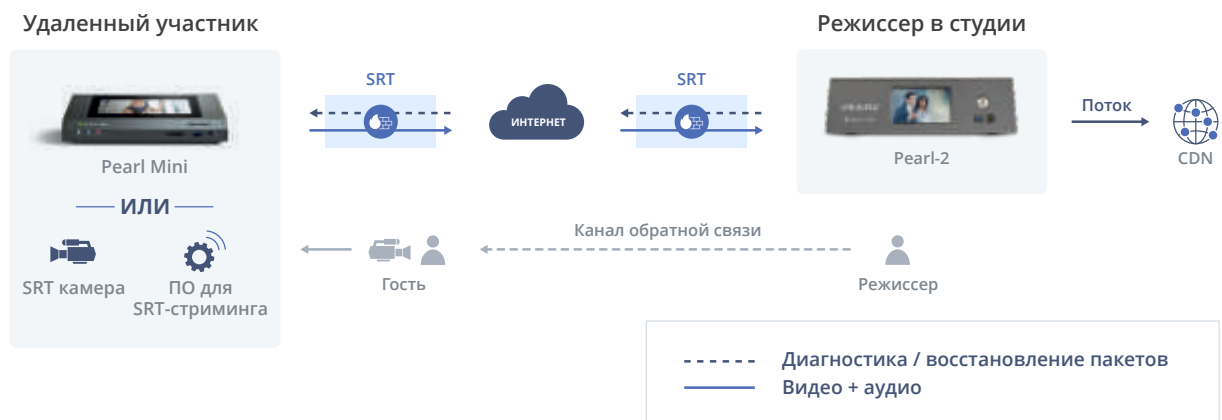 Удаленный участник
Режиссер в студии
SRT
SRT
ИНТЕРНЕТ
Поток
Pearl Mini
Pearl-2
CDN
ИЛИ
Канал обратной связи
SRT камера
ПО для
SRT-стриминга
Гость
Режиссер
Диагностика / восстановление пакетов
Видео + аудио